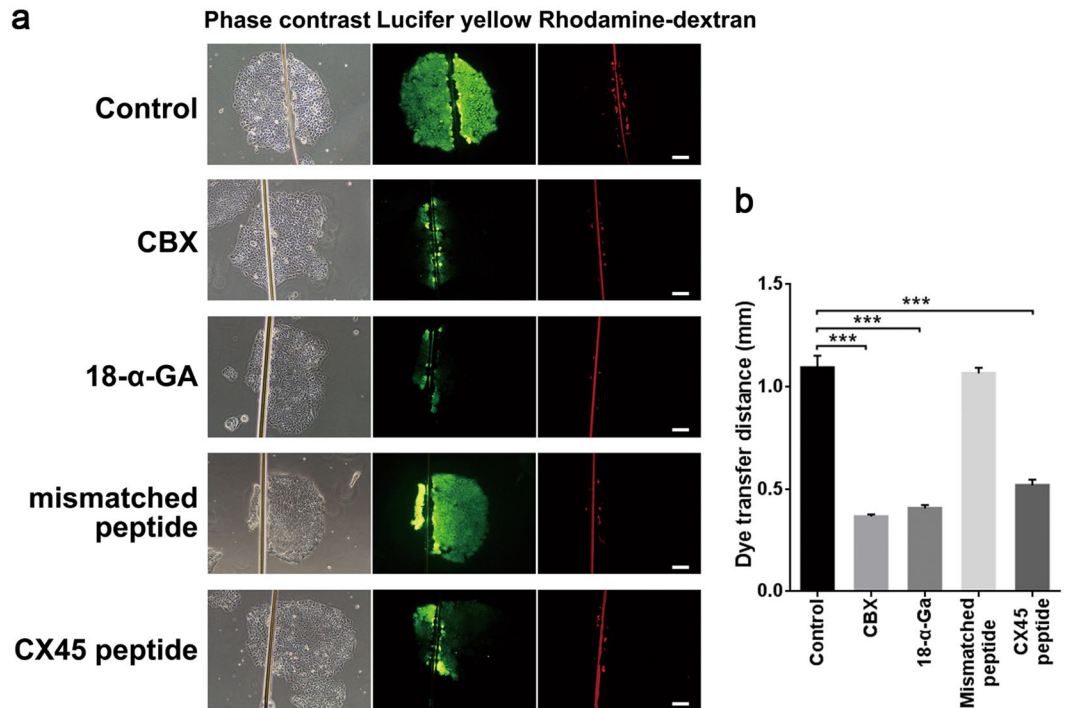 a
Phase contrast Lucifer yellow Rhodamine-dextran
Control
CBX
18-α-GA
mismatched
peptide
CX45 peptide
b
Dye transfer distance (mm)
1.5
1.0
0.5
0.0
***
***
***
Control
CBX
18-α-Ga
Mismatched
peptide
CX45
peptide